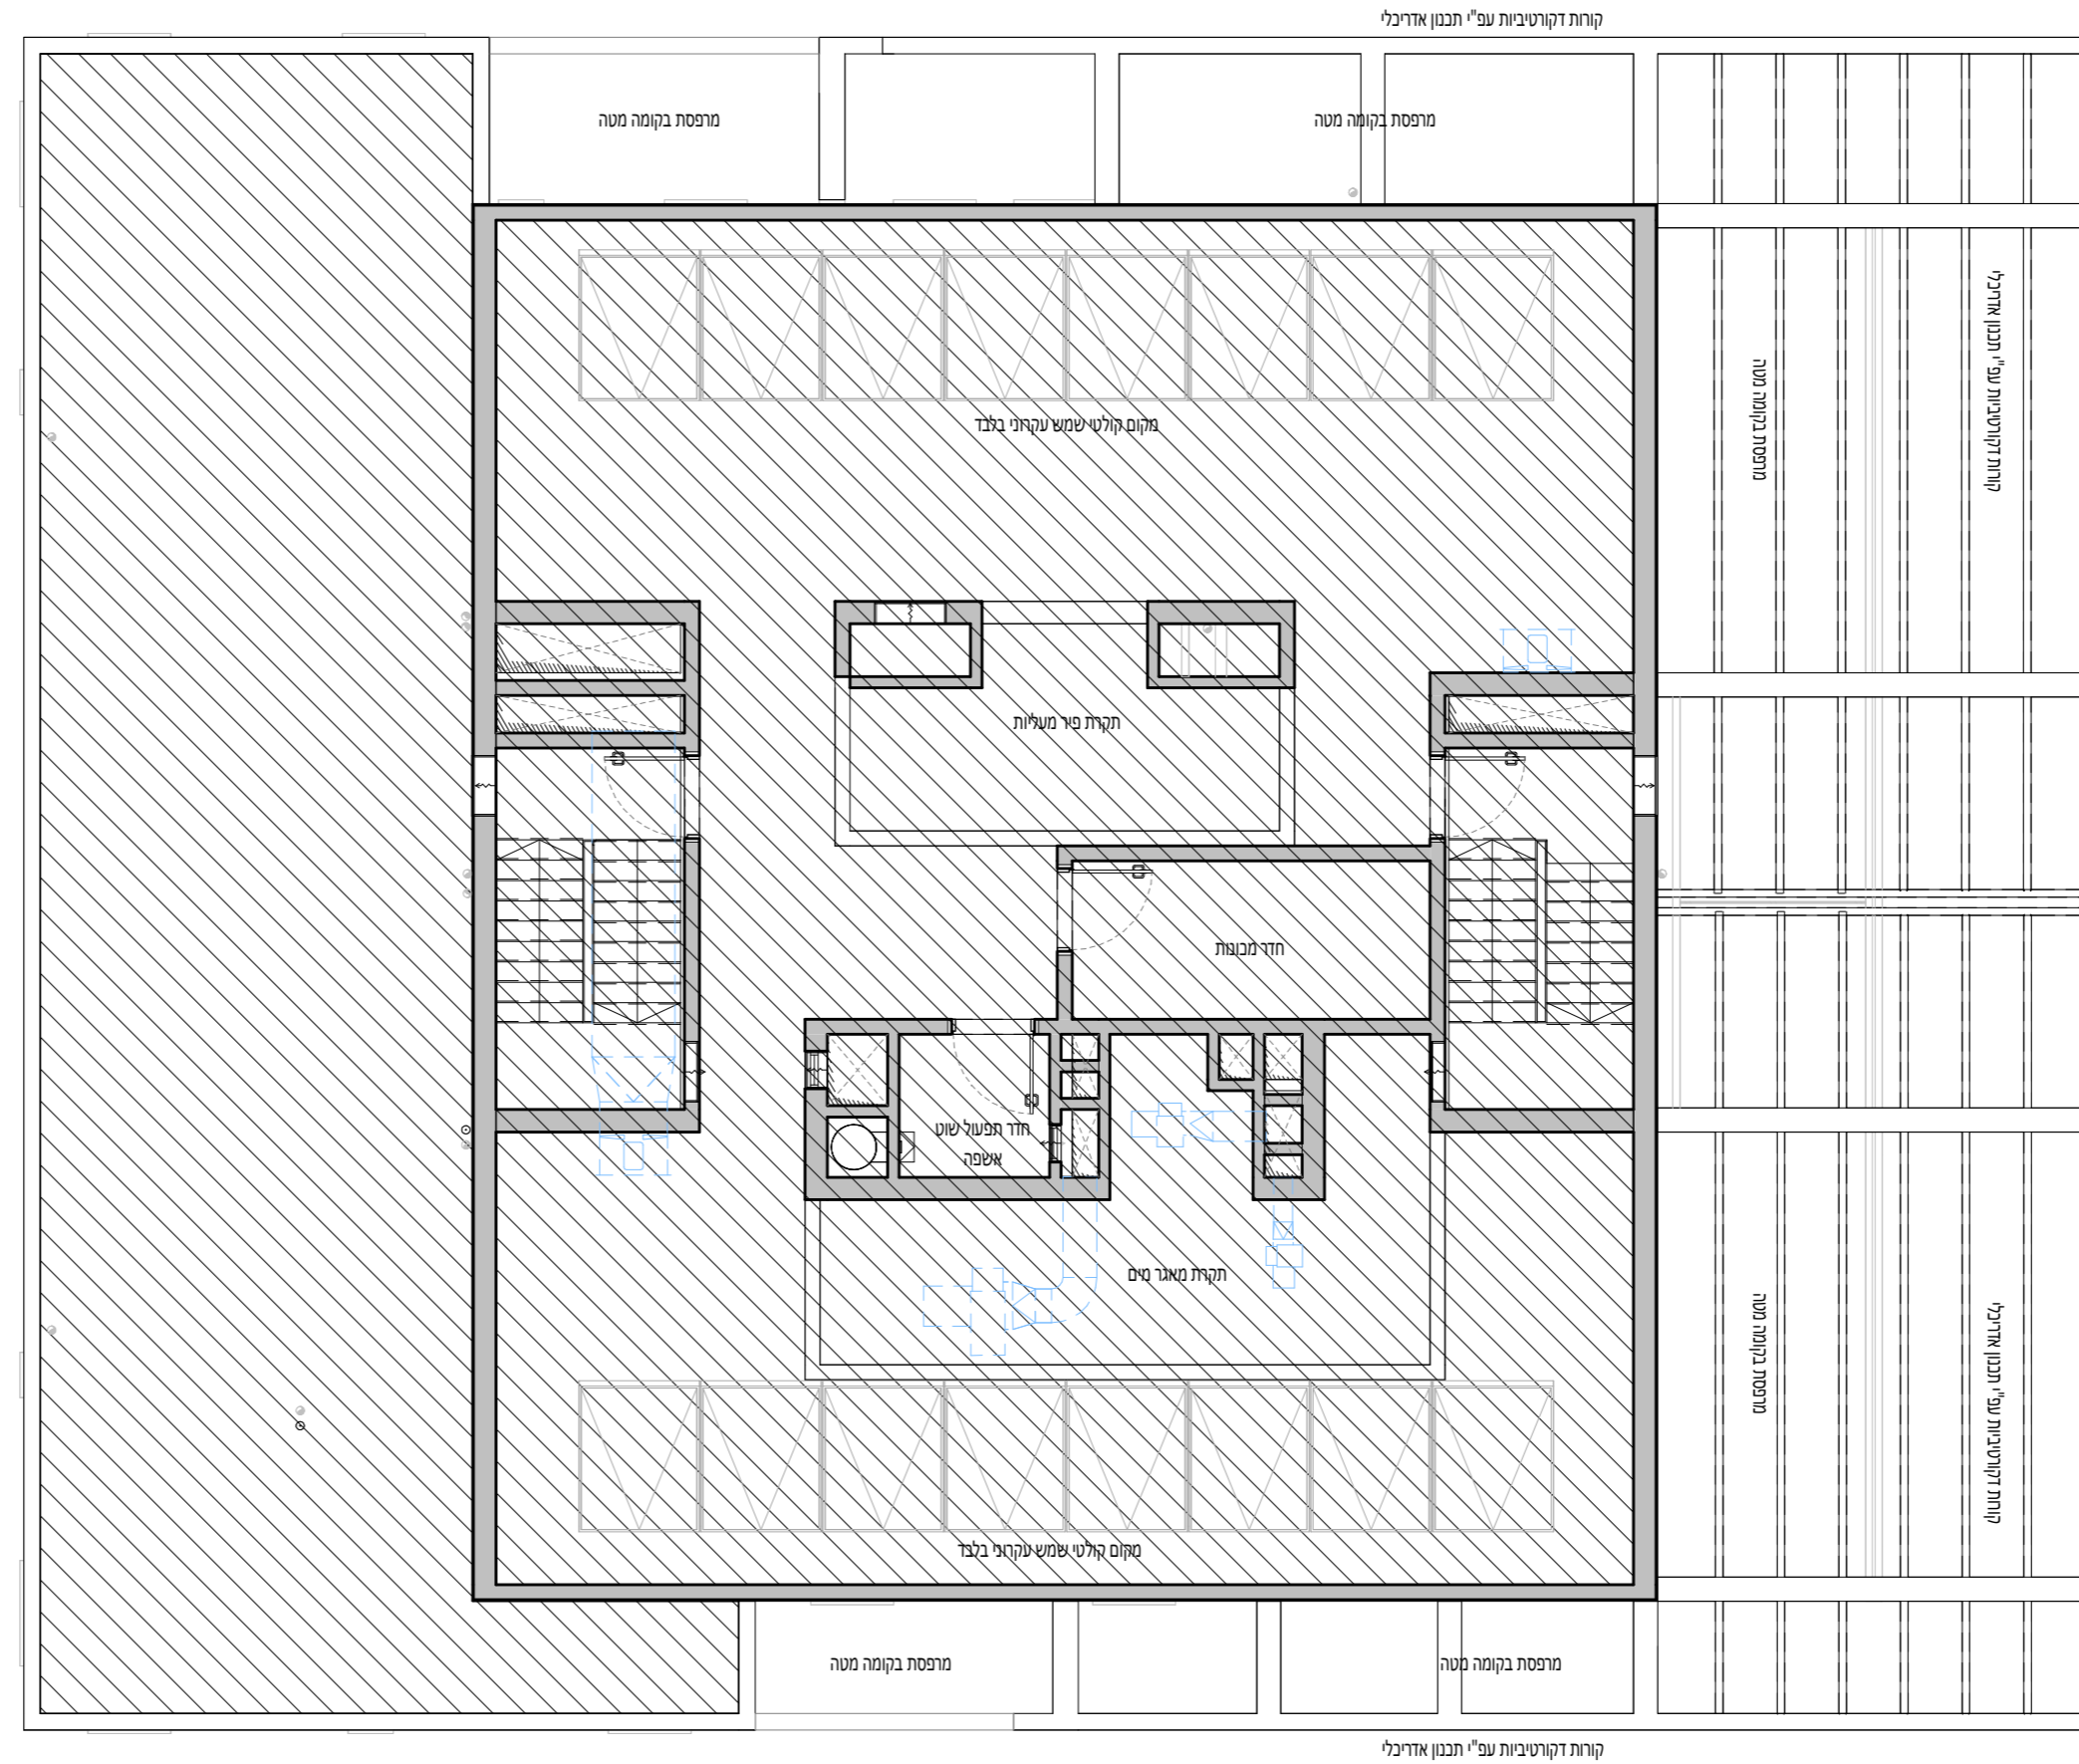 קורות דקורטיביות עפ"י תכנון אדריכלי
מרפסת בקומה מטה
מרפסת בקומה מטה
קורות דקורטיביות עפ"י תכנון אדריכלי
מרפסת בקומה מטה
מקום קולטי שמש עקרוני בלבד
תקרת פיר מעליות
חדר מכונות
חדר תפעול שוט
אשפה
תקרת מאגר מים
מרפסת בקומה מטה
קורות דקורטיביות עפ"י תכנון אדריכלי
מקום קולטי שמש עקרוני בלבד
מרפסת בקומה מטה
מרפסת בקומה מטה
קורות דקורטיביות עפ"י תכנון אדריכלי